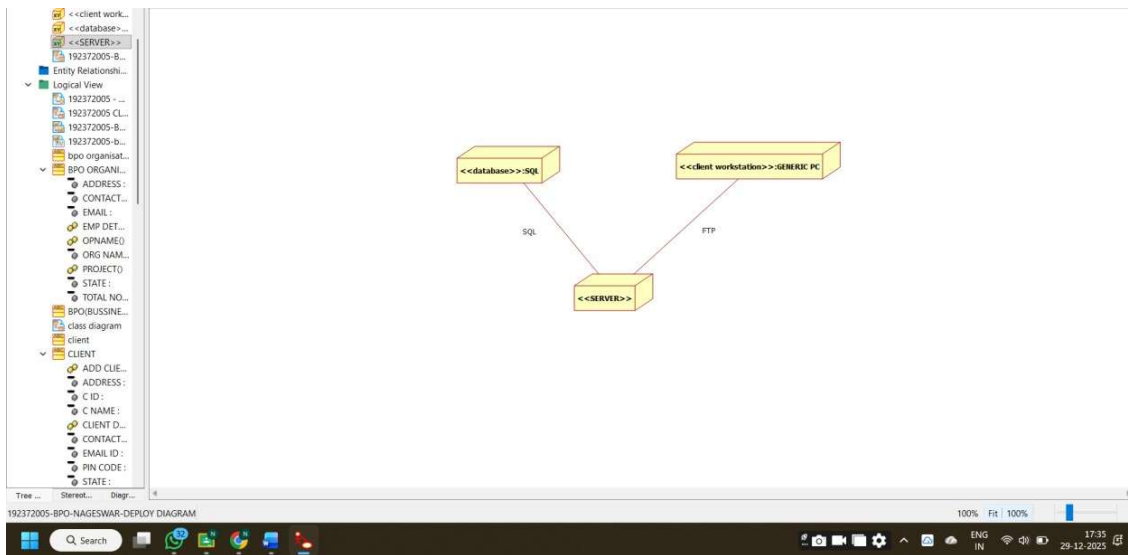 <<client work...
<<database>...
<<SERVER>>
192372005-B...
Entity Relationshi...
Logical View
192372005 - ...
192372005 CL...
192372005-B...
192372005-b...
bpo organisat...
BPO ORGANI...
ADDRESS :
CONTACT...
EMAIL :
EMP DET...
OPNAME()
ORG NAM...
PROJECT()
STATE :
TOTAL NO...
BPO(BUSSINE...
class diagram
client
CLIENT
ADD CLIE...
ADDRESS :
C ID :
C NAME :
CLIENT D...
CONTACT...
EMAIL ID :
PIN CODE :
STATE :
Tree ... Stereot... Diagr...
<<database>>:SQL
<<client workstation>>:GENERIC PC
SQL
FTP
<<SERVER>>
192372005-BPO-NAGESWAR-DEPLOY DIAGRAM
100% Fit 100%
Search
32
N
N
ENG
IN
17:35
29-12-2025